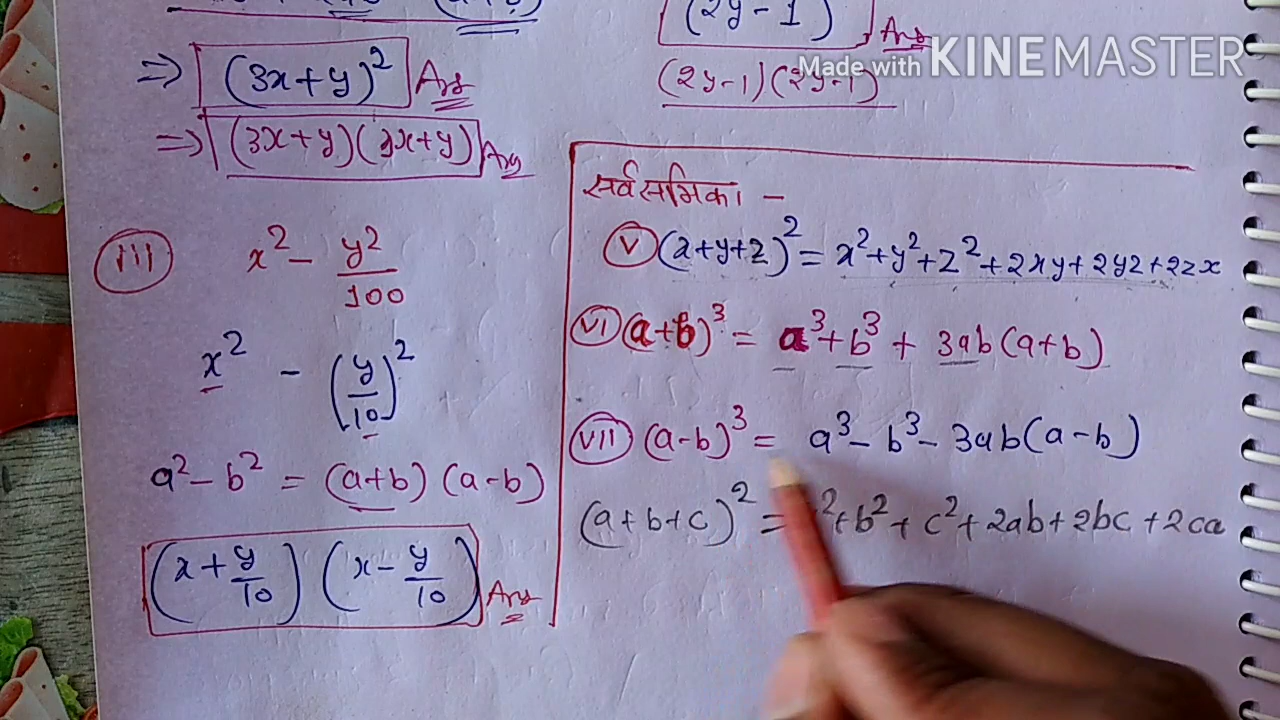 ⇒ (3x+y)² Ans
⇒ (3x+y)(3x+y) Ans
(III) x² - y²/100
x² - (y/10)²
a² - b² = (a+b) (a-b)
(x + y/10) (x - y/10) Ans
(2y - 1) Ans
Made with KINEMASTER
(2y-1)(2y-1)
सर्वसमिका -
(V) (x+y+z)² = x²+y²+z²+2xy+2yz+2zx
(VI) (a+b)³ = a³+b³ + 3ab(a+b)
(VII) (a-b)³ = a³-b³-3ab(a-b)
(a+b+c)² = ²+b²+c²+2ab+2bc+2ca